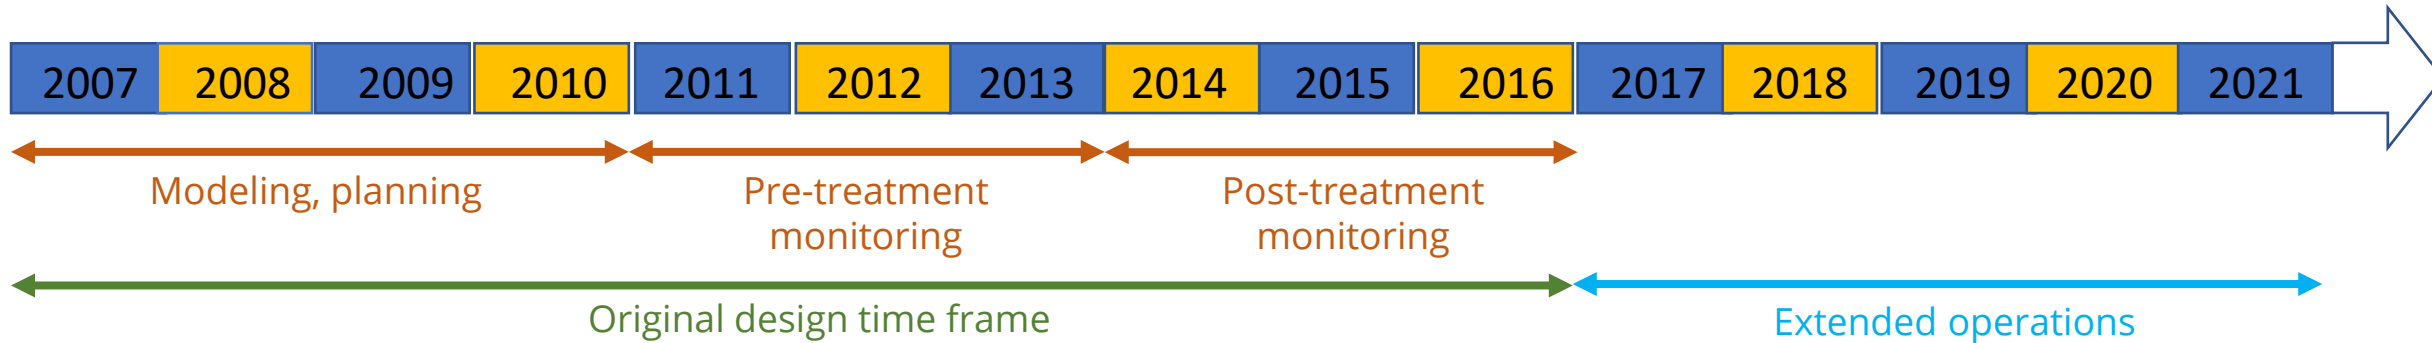 2007 2008 2009 2010 2011 2012 2013 2014 2015 2016 2017 2018 2019 2020 2021
Modeling, planning
Pre-treatment
monitoring
Post-treatment
monitoring
Original design time frame
Extended operations